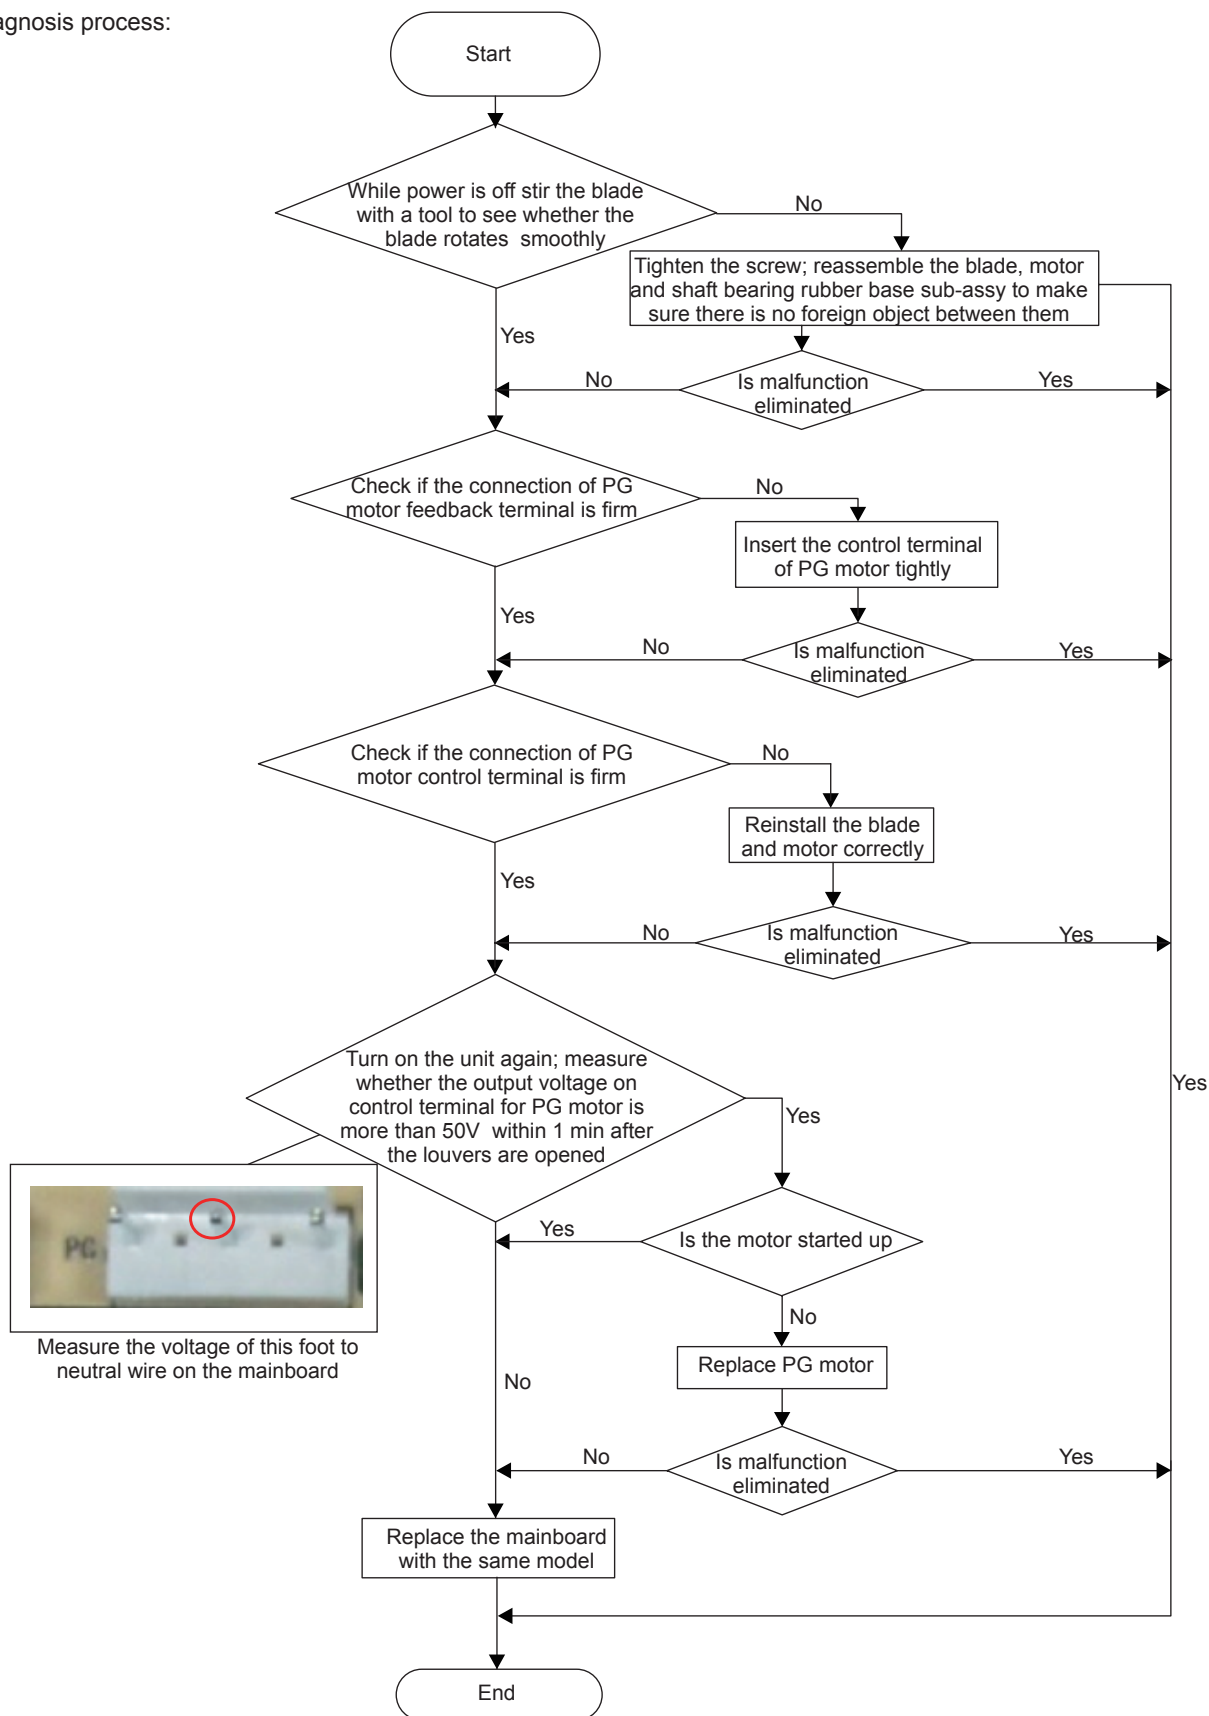 agnosis process:
Start
While power is off stir the blade
with a tool to see whether the
blade rotates smoothly
No
Tighten the screw; reassemble the blade, motor
and shaft bearing rubber base sub-assy to make
sure there is no foreign object between them
Yes
No
Is malfunction
eliminated
Yes
Check if the connection of PG
motor feedback terminal is firm
No
Insert the control terminal
of PG motor tightly
Yes
No
Is malfunction
eliminated
Yes
Check if the connection of PG
motor control terminal is firm
No
Reinstall the blade
and motor correctly
Yes
No
Is malfunction
eliminated
Yes
Turn on the unit again; measure
whether the output voltage on
control terminal for PG motor is
more than 50V within 1 min after
the louvers are opened
Yes
Yes
PG
Measure the voltage of this foot to
neutral wire on the mainboard
Yes
Is the motor started up
No
Replace PG motor
No
No
Is malfunction
eliminated
Yes
Replace the mainboard
with the same model
End